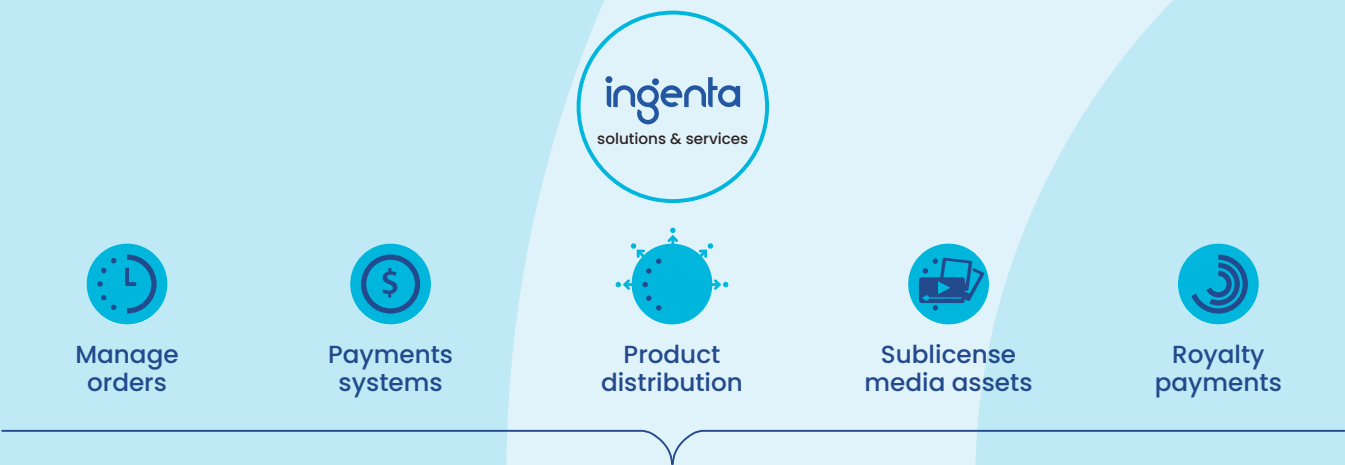 ingenta
solutions & services
$
Manage
orders
Payments
systems
Product
distribution
Sublicense
media assets
Royalty
payments